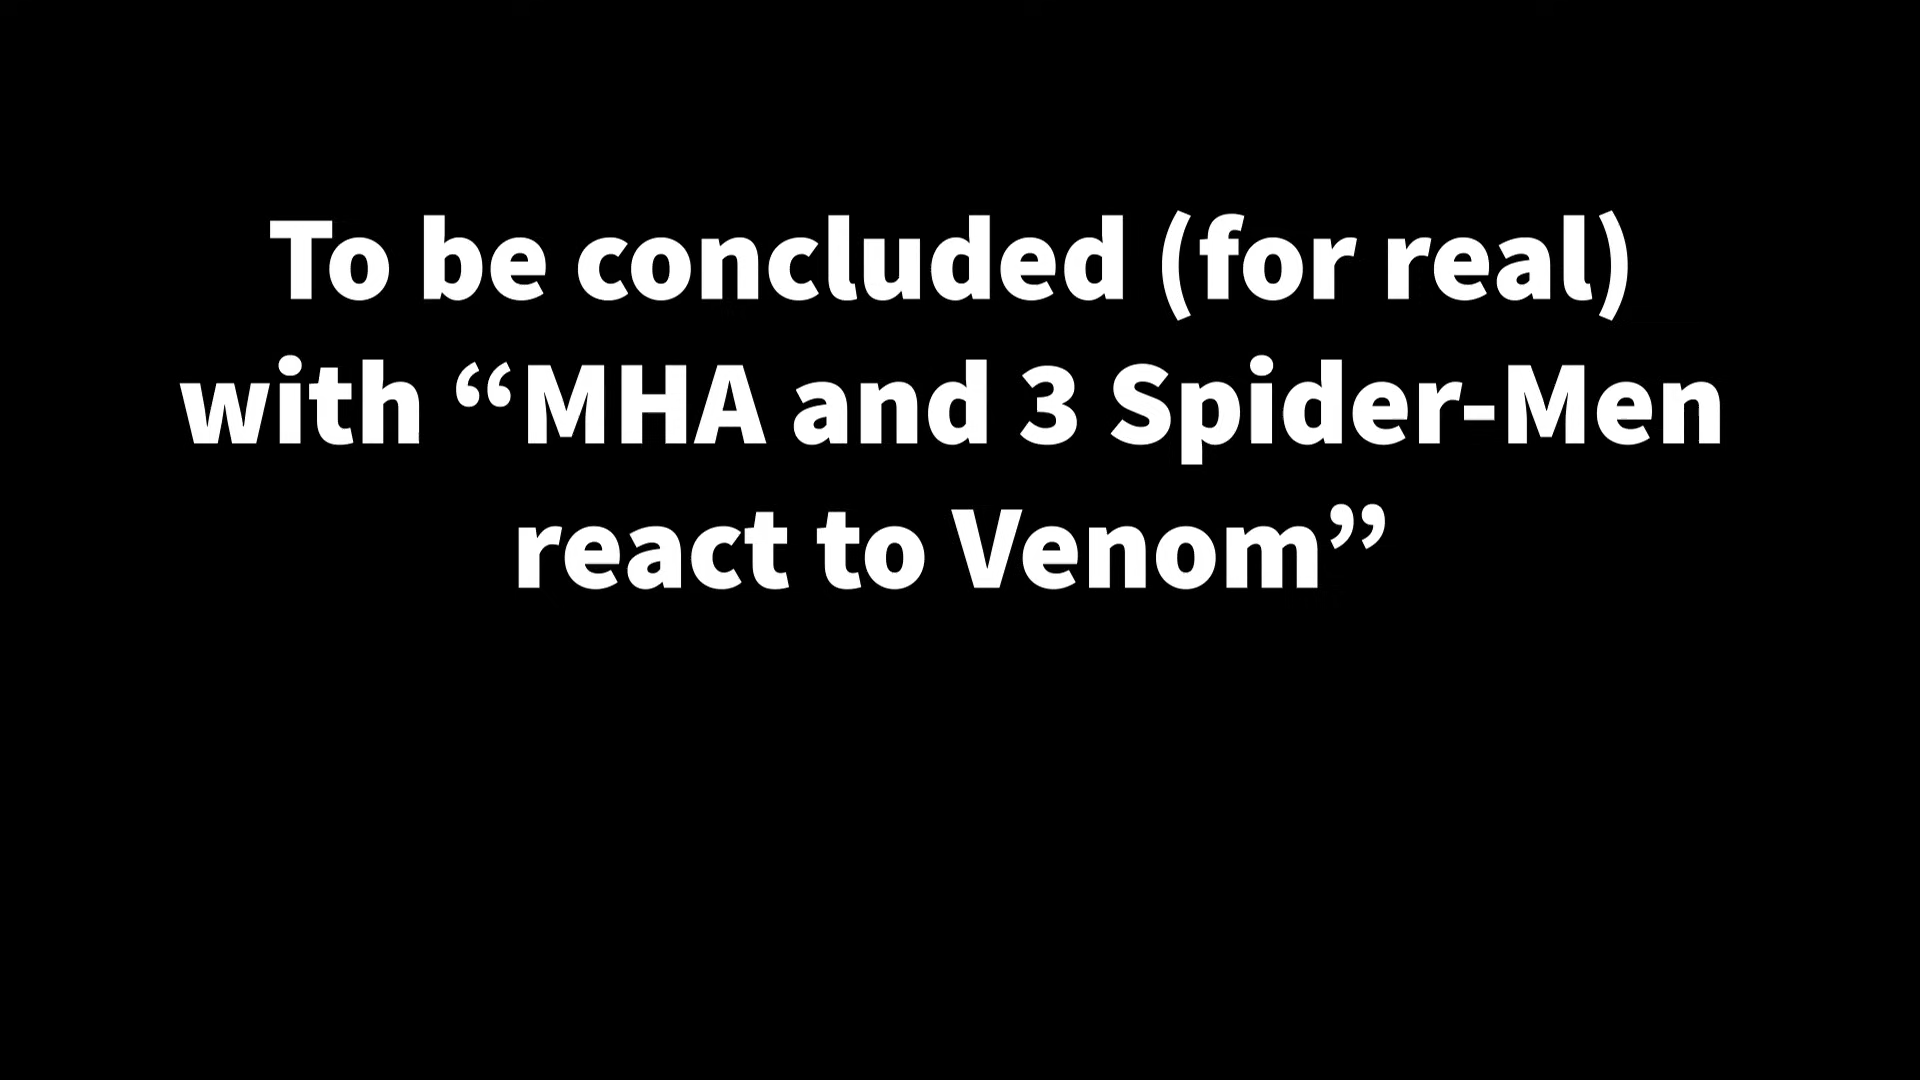 To be concluded (for real)
with “MHA and 3 Spider-Men
react to Venom”